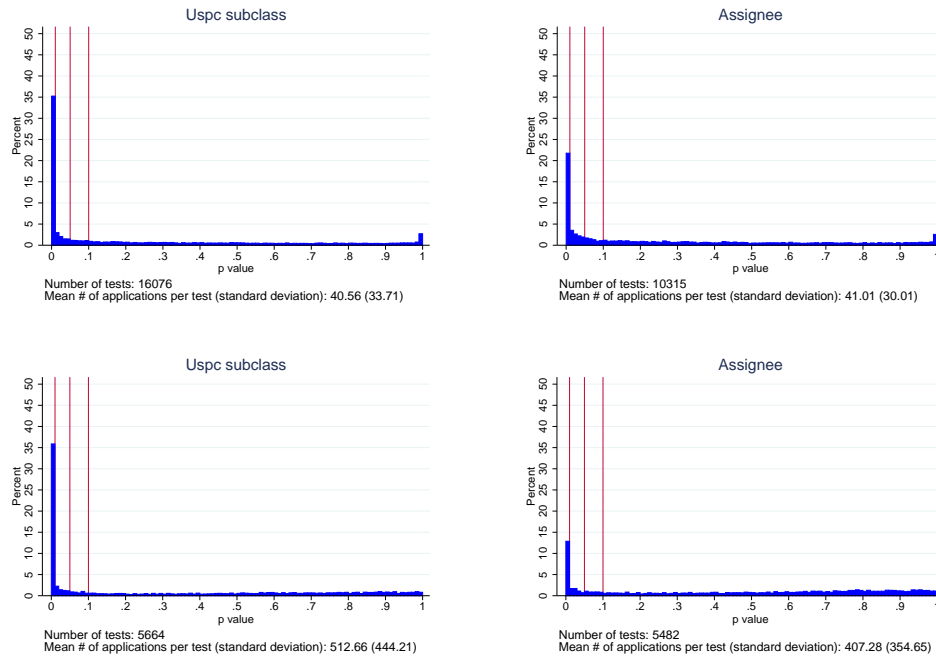 Uspc subclass
Percent
50
45
40
35
30
25
20
15
10
5
0
0 .1 .2 .3 .4 .5 .6 .7 .8 .9 1
p value
Number of tests: 16076
Mean # of applications per test (standard deviation): 40.56 (33.71)
Assignee
Percent
50
45
40
35
30
25
20
15
10
5
0
0 .1 .2 .3 .4 .5 .6 .7 .8 .9 1
p value
Number of tests: 10315
Mean # of applications per test (standard deviation): 41.01 (30.01)
Uspc subclass
Percent
50
45
40
35
30
25
20
15
10
5
0
0 .1 .2 .3 .4 .5 .6 .7 .8 .9 1
p value
Number of tests: 5664
Mean # of applications per test (standard deviation): 512.66 (444.21)
Assignee
Percent
50
45
40
35
30
25
20
15
10
5
0
0 .1 .2 .3 .4 .5 .6 .7 .8 .9 1
p value
Number of tests: 5482
Mean # of applications per test (standard deviation): 407.28 (354.65)